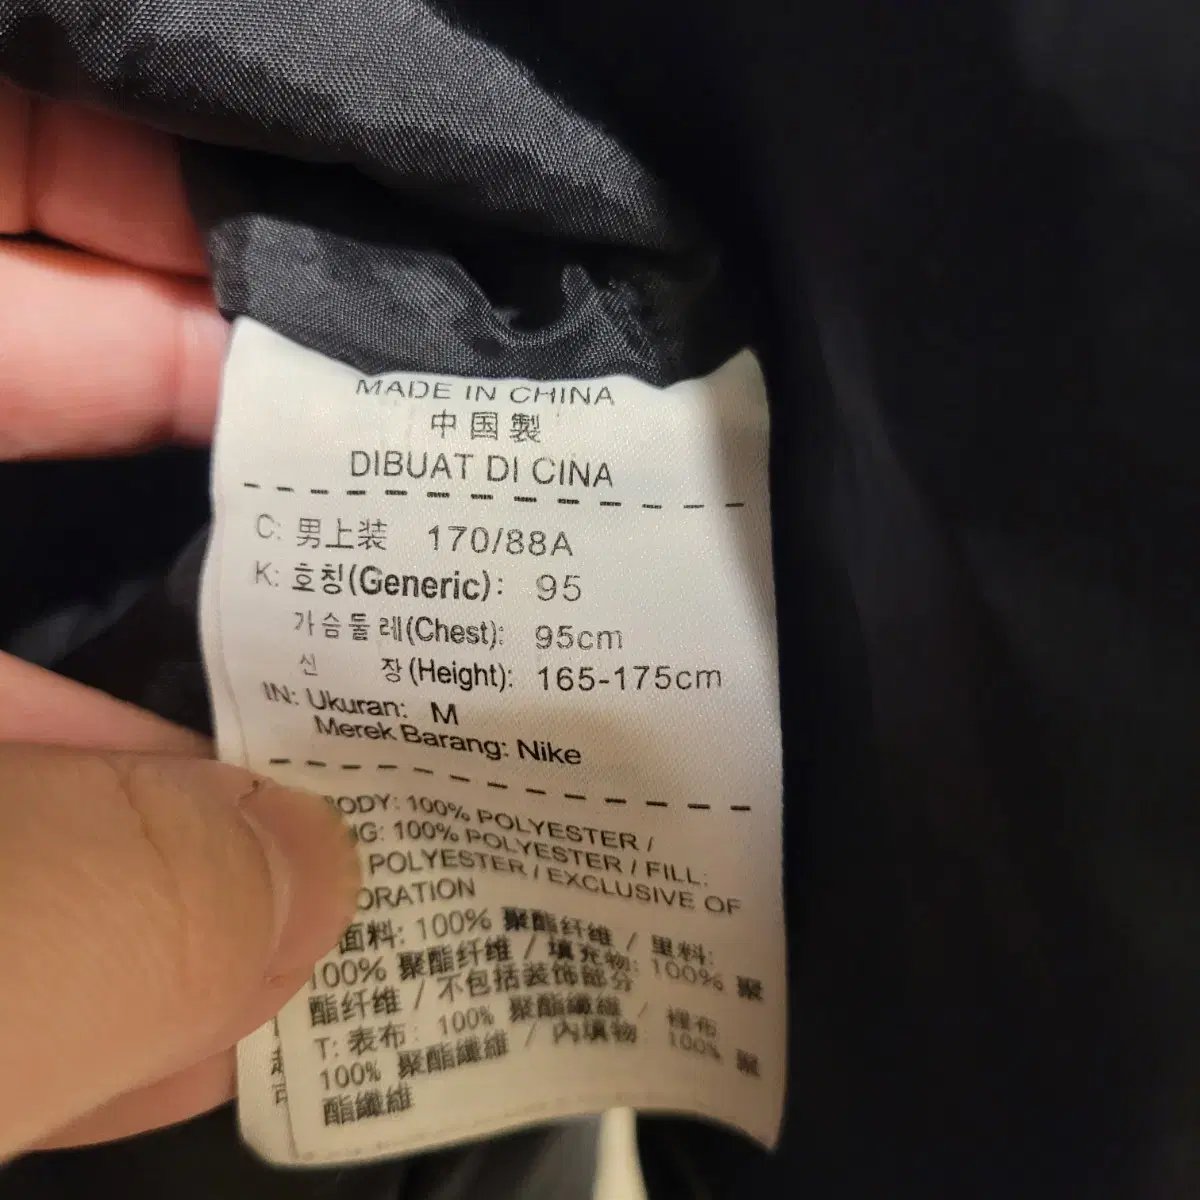 MADE IN CHINA
中国製
DIBUAT DI CINA
C: 男上装 170/88A
K: 호칭(Generic): 95
가슴둘레(Chest): 95cm
신 장(Height): 165-175cm
IN: Ukuran: M
Merek Barang: Nike
BODY: 100% POLYESTER /
NG: 100% POLYESTER / FILL:
POLYESTER / EXCLUSIVE OF
ORATION
面料: 100% 聚酯纤维 / 里料:
100% 聚酯纤维 / 填充物: 100% 聚
酯纤维 / 不包括装饰部分
T: 表布: 100% 聚酯纖維 / 裡布
100% 聚酯纖維 / 內填物 100% 聚
酯纖維